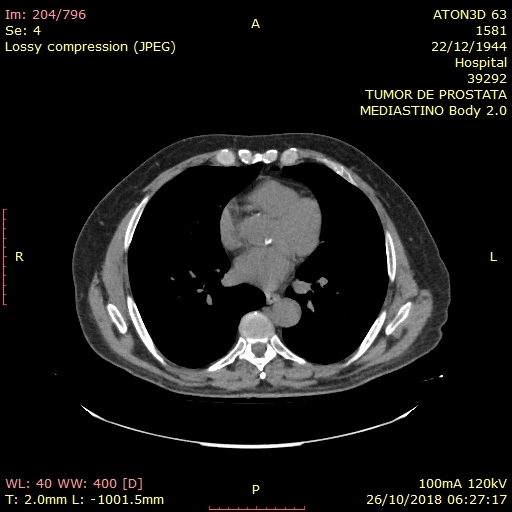 Im: 204/796
Se: 4
Lossy compression (JPEG)
A
ATON3D 63
1581
22/12/1944
Hospital
39292
TUMOR DE PROSTATA
MEDIASTINO Body 2.0
R
L
WL: 40 WW: 400 [D]
T: 2.0mm L: -1001.5mm
P
100mA 120kV
26/10/2018 06:27:17